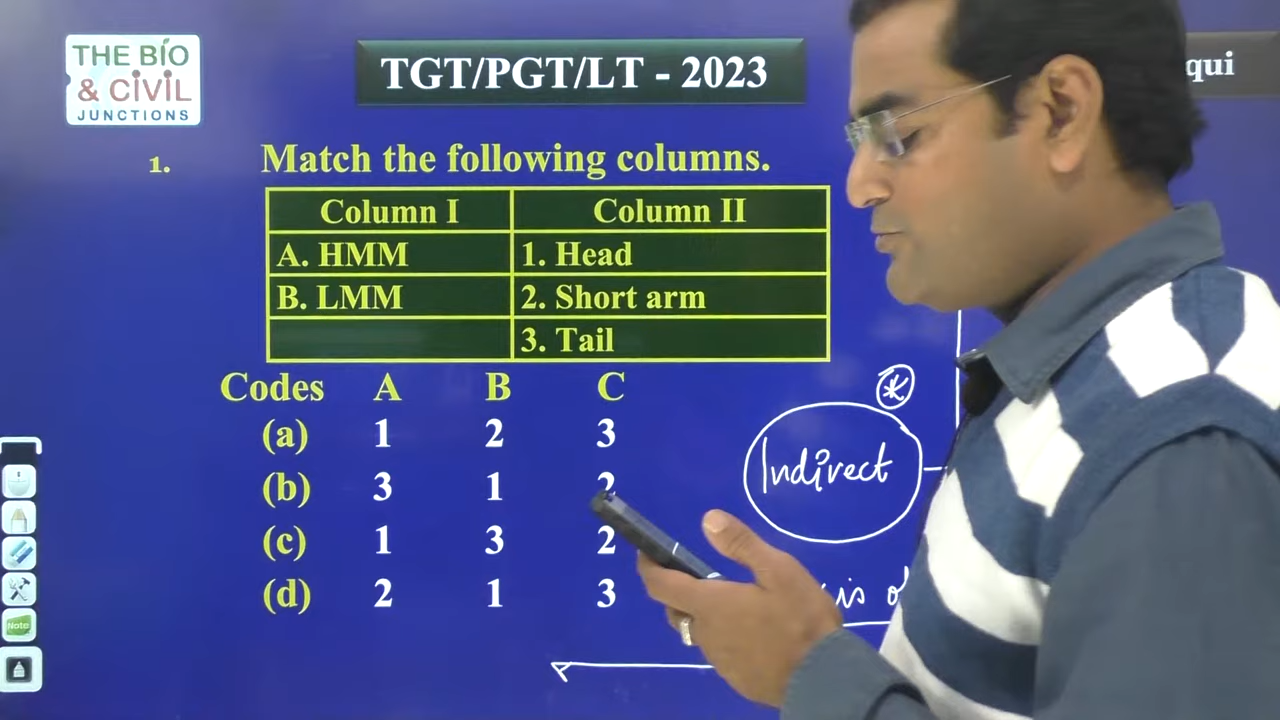 THE BIO
& CIVIL
JUNCTIONS
TGT/PGT/LT - 2023
qui
1. Match the following columns.
Column I Column II
A. HMM 1. Head
B. LMM 2. Short arm
3. Tail
Codes A B C
(a) 1 2 3
(b) 3 1 2
(c) 1 3 2
(d) 2 1 3
Indirect
is
Note